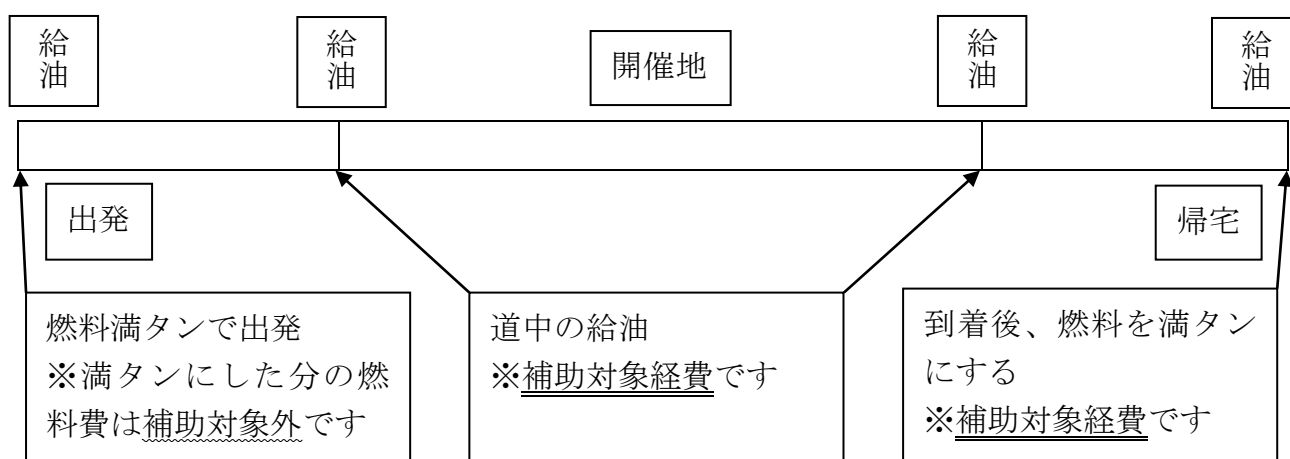 給油
給油
開催地
給油
給油
出発
帰宅
燃料満タンで出発
※満タンにした分の燃
料費は補助対象外です
道中の給油
※補助対象経費です
到着後、燃料を満タン
にする
※補助対象経費です